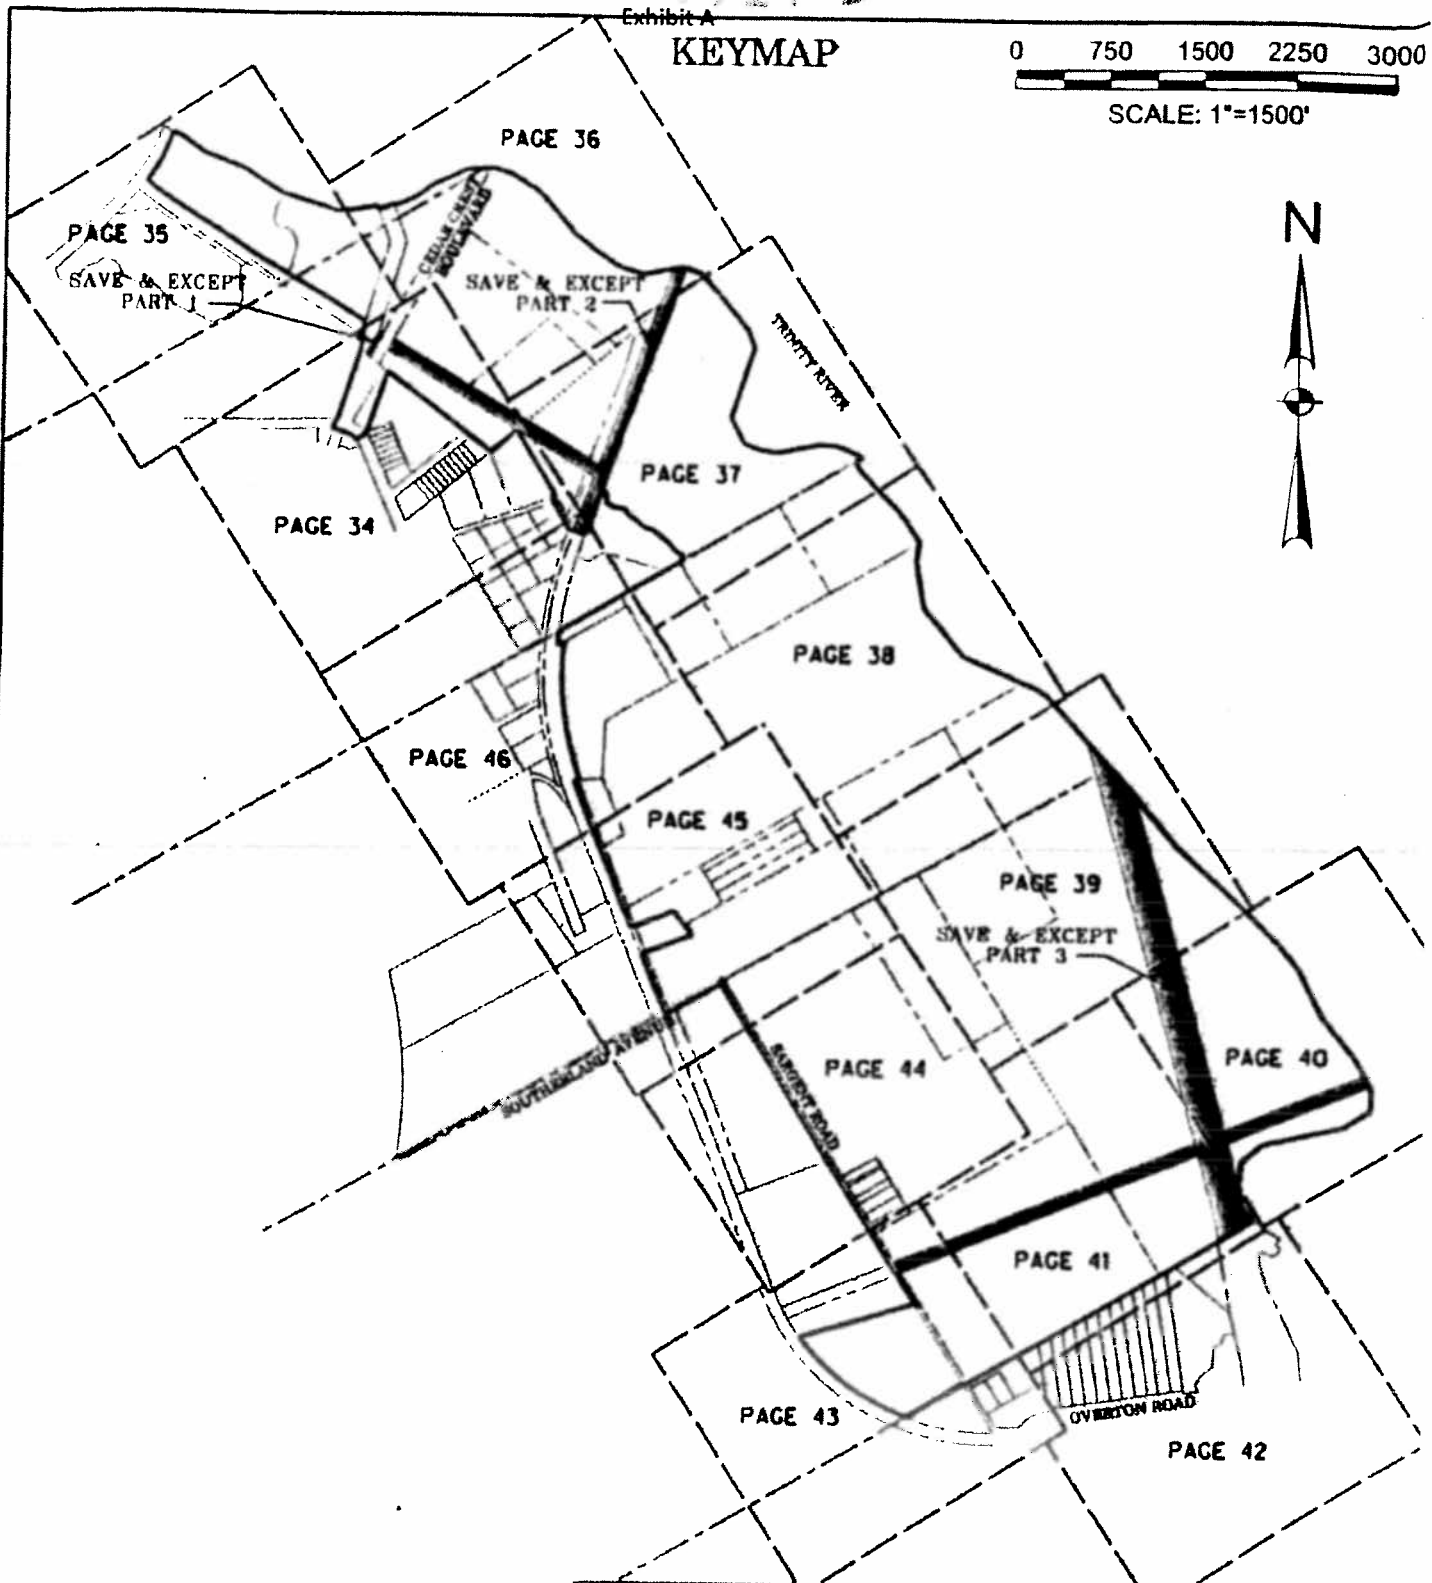 Exhibit A
KEYMAP
0 750 1500 2250 3000
SCALE: 1"=1500'
N
PAGE 36
PAGE 35
SAVE & EXCEPT
PART 1
CEDAR CREST
BOULEVARD
SAVE & EXCEPT
PART 2
TRINITY RIVER
PAGE 37
PAGE 34
PAGE 38
PAGE 46
PAGE 45
PAGE 39
SAVE & EXCEPT
PART 3
SOUTHERLAND AVENUE
SARGENT ROAD
PAGE 44
PAGE 40
PAGE 41
PAGE 43
OVERTON ROAD
PAGE 42